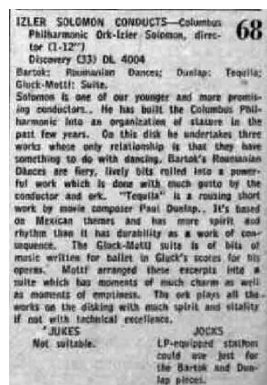 IZLER SOLOMON CONDUCTS—Columbus
Philharmonic Ork-Izler Solomon, direc-
tor (1-12")
68
Discovery (33) DL 4004
Bartok: Roumanian Dances; Dunlap: Tequila;
Gluck-Mottl: Suite.
Solomon is one of our younger and more promis-
ing conductors. He has built the Columbus Phil-
harmonic into an organization of stature in the
past few years. On this disk he undertakes three
works whose only relationship is that they have
something to do with dancing. Bartok's Roumanian
Dances are fiery, lively bits rolled into a power-
ful work which is done with much gusto by the
conductor and ork. "Tequila" is a rousing short
work by movie composer Paul Dunlap. It's based
on Mexican themes and has more spirit and
rhythm than it has durability as a work of con-
sequence. The Gluck-Mottl suite is of bits of
music written for ballet in Gluck's scores for his
operas. Mottl arranged these excerpts into a
suite which has moments of much charm as well
as moments of emptiness. The ork plays all the
works on the disking with much spirit and vitality
if not with technical excellence.
JUKES
Not suitable.
JOCKS
LP-equipped stations
could use just for
the Bartok and Dun-
lap pieces.